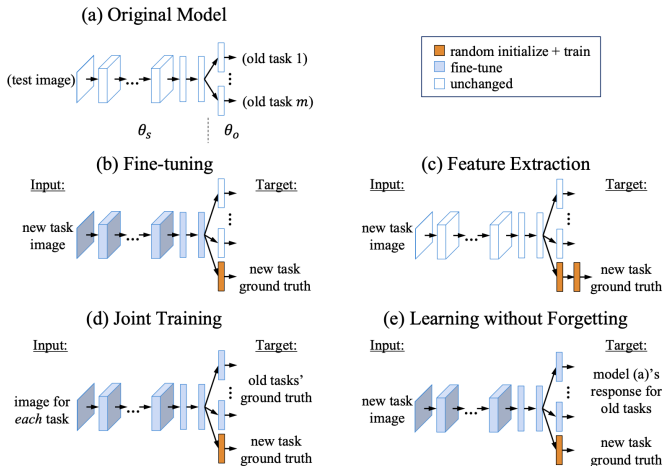 (a) Original Model
(test image)
...
(old task 1)
⋮
(old task m)
θs
θo
random initialize + train
fine-tune
unchanged
(b) Fine-tuning
Input:
Target:
new task
image
...
⋮
new task
ground truth
(c) Feature Extraction
Input:
Target:
new task
image
...
⋮
new task
ground truth
(d) Joint Training
Input:
Target:
image for
each task
...
old tasks’
⋮
ground truth
new task
ground truth
(e) Learning without Forgetting
Input:
Target:
new task
image
...
model (a)’s
⋮
response for
old tasks
new task
ground truth